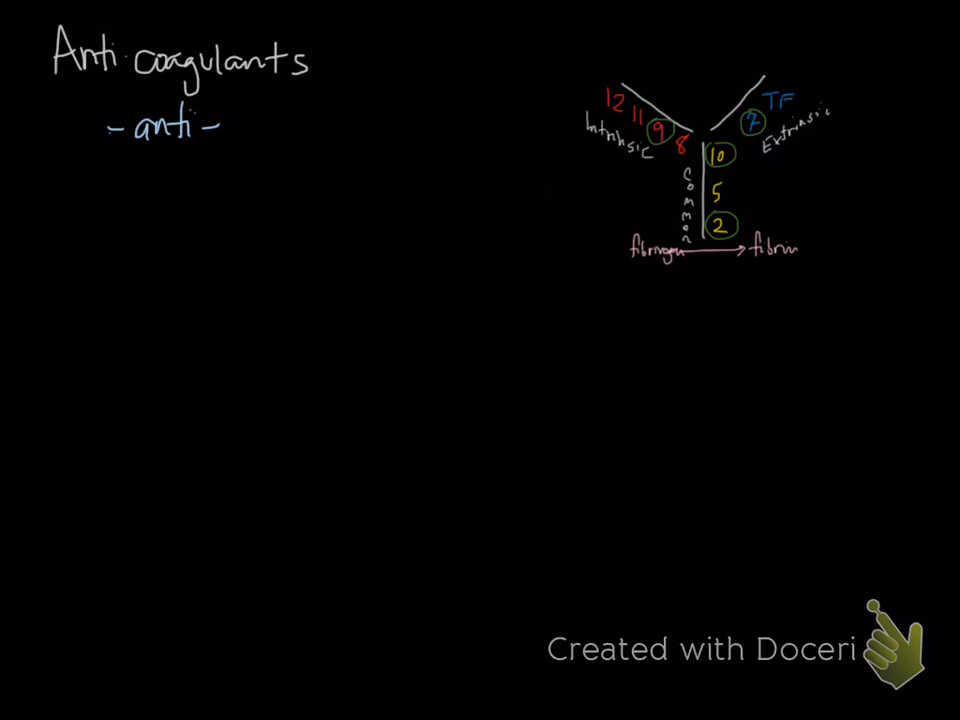 Anti coagulants
- anti -
12
11
9
8
Intrinsic
TF
7
Extrinsic
10
5
2
Common
fibrinogen → fibrin
Created with Doceri